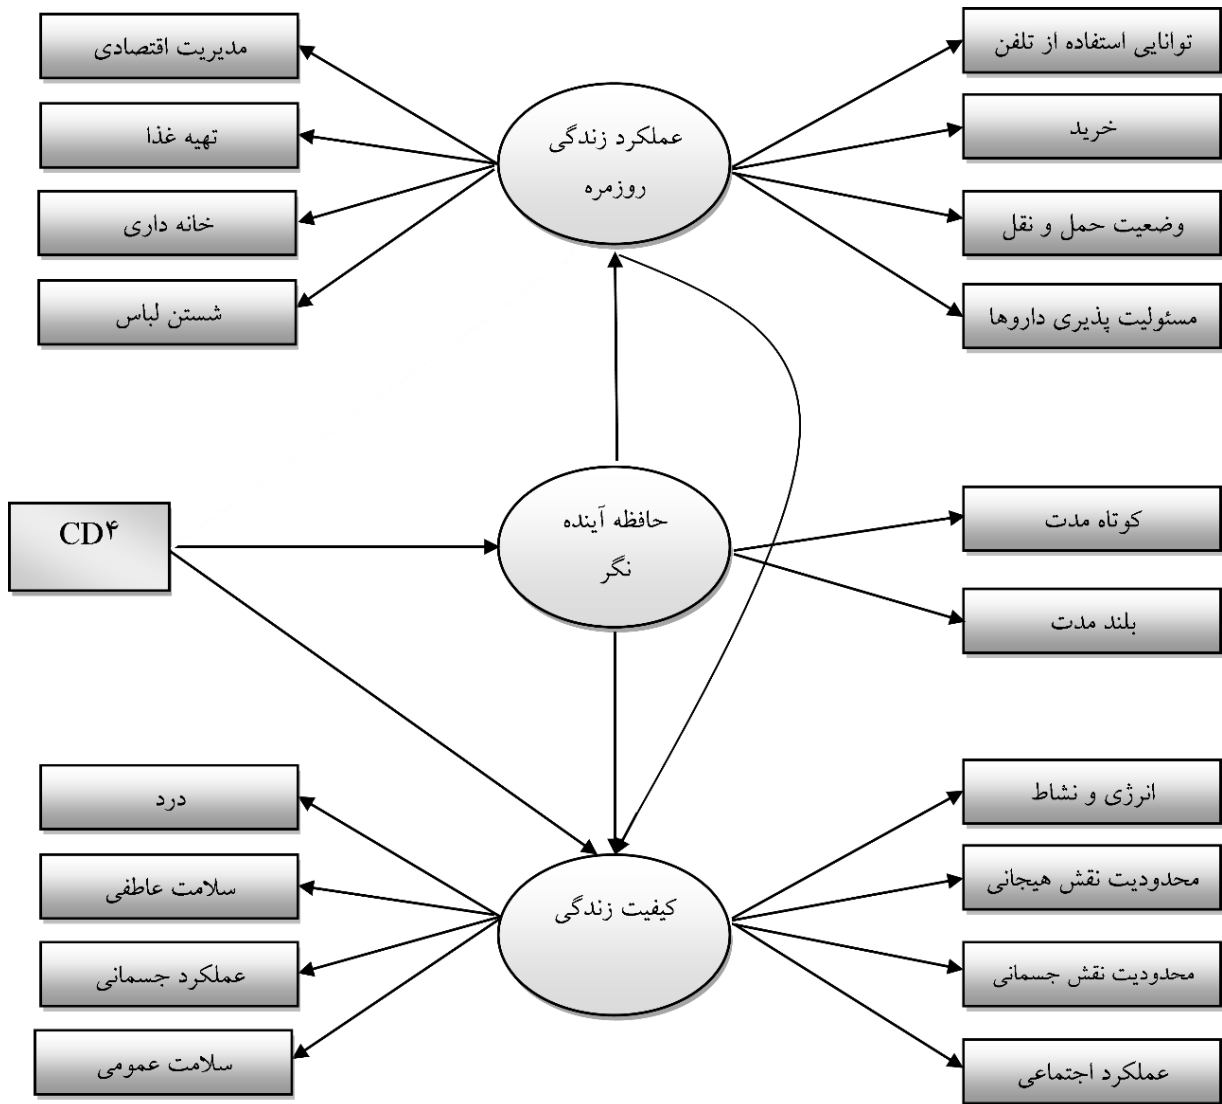 توانایی استفاده از تلفن
مدیریت اقتصادی
خرید
تهیه غذا
عملکرد زندگی
روزمره
وضعیت حمل و نقل
خانه داری
مسئولیت پذیری داروها
شستن لباس
کوتاه مدت
حافظه آینده
نگر
CD۴
بلند مدت
انرژی و نشاط
درد
محدودیت نقش هیجانی
سلامت عاطفی
کیفیت زندگی
محدودیت نقش جسمانی
عملکرد جسمانی
عملکرد اجتماعی
سلامت عمومی